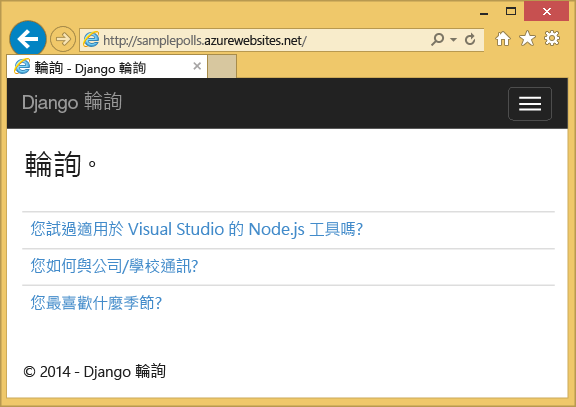 http://samplepolls.azurewebsites.net/
輪詢 - Django 輪詢
Django 輪詢
輪詢。
您試過適用於 Visual Studio 的 Node.js 工具嗎?
您如何與公司/學校通訊?
您最喜歡什麼季節?
© 2014 - Django 輪詢